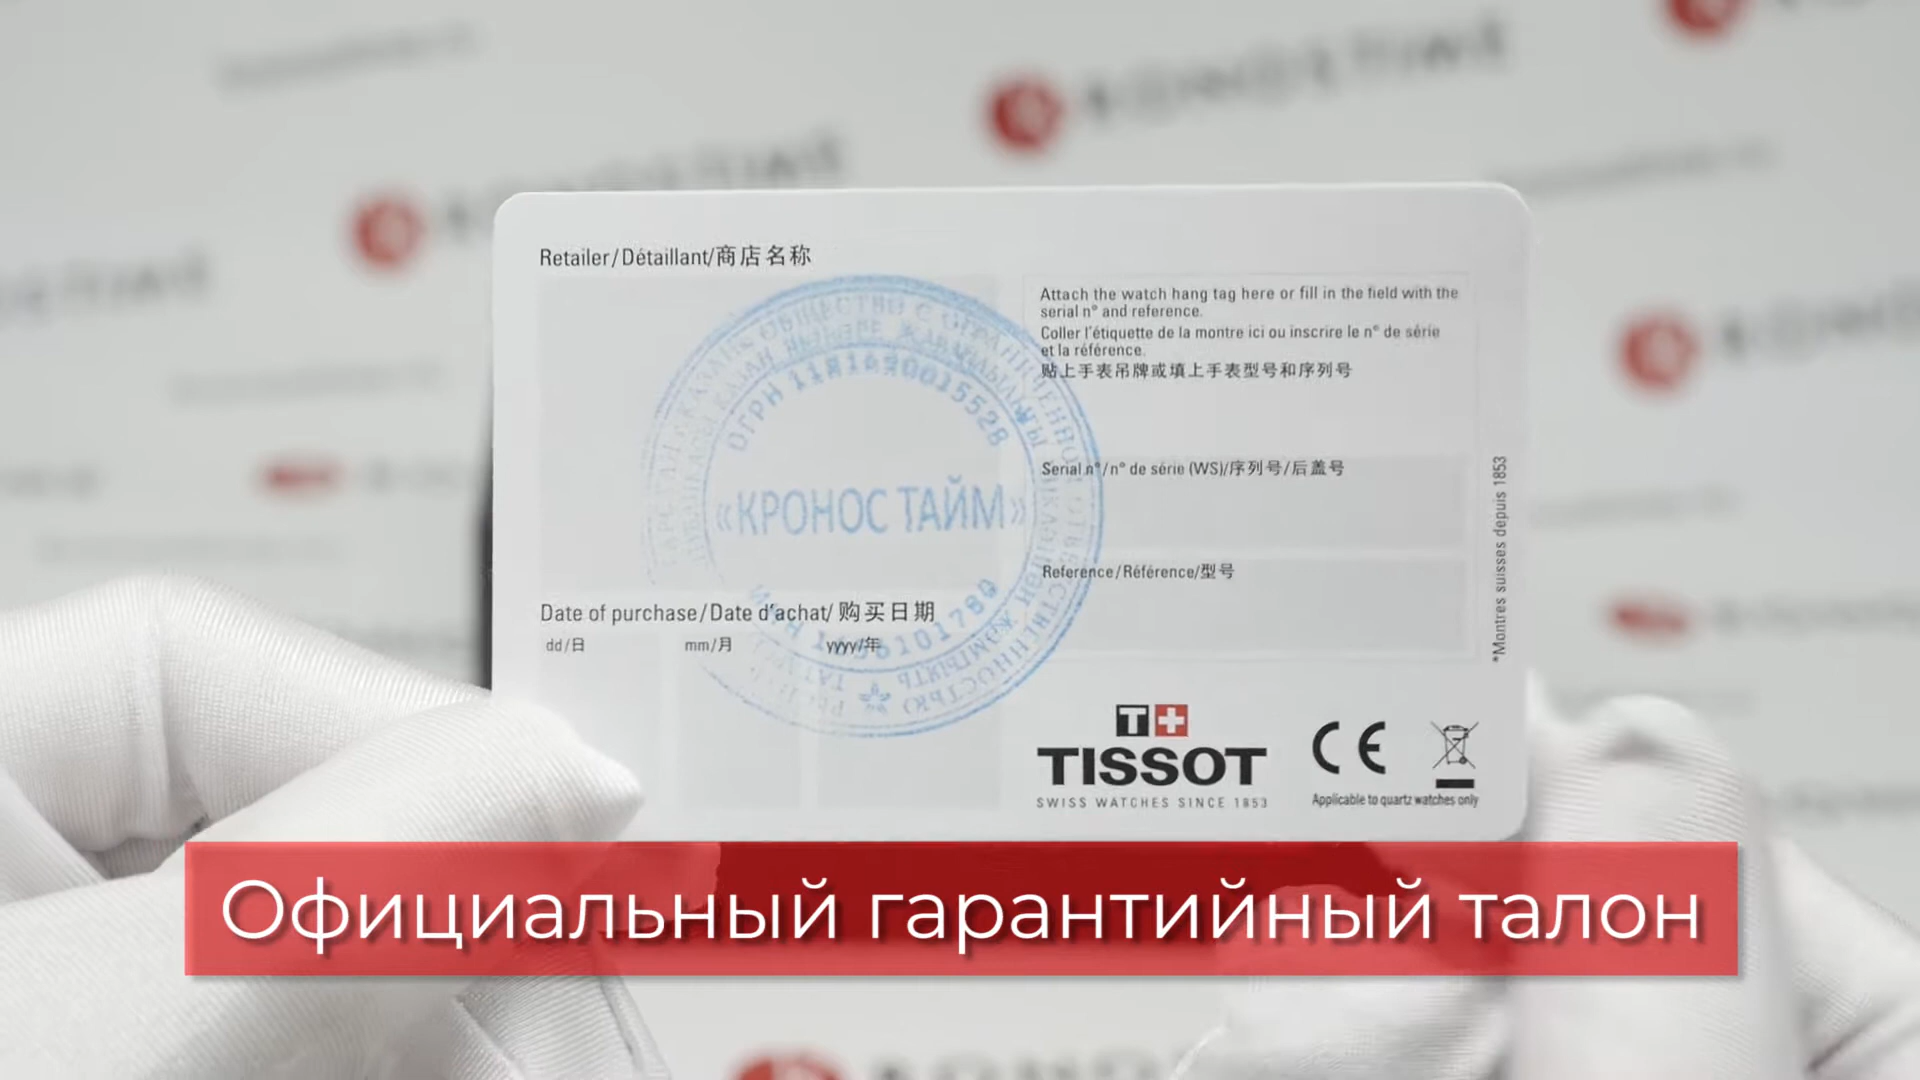 Retailer/Détaillant/商店名称
Attach the watch hang tag here or fill in the field with the
serial n° and reference.
Coller l'étiquette de la montre ici ou inscrire le n° de série
et la référence.
贴上手表吊牌或填上手表型号和序列号
ОБЩЕСТВО С ОГРАНИЧЕННОЙ ОТВЕТСТВЕННОСТЬЮ
ОГРН 1181690015528
«КРОНОС ТАЙМ»
Serial n°/n° de série (WS)/序列号/后盖号
Reference/Référence/型号
Date of purchase/Date d'achat/购买日期
dd/日 mm/月 yyyy/年
*Montres suisses depuis 1853
T+
TISSOT
SWISS WATCHES SINCE 1853
CE
Applicable to quartz watches only
Официальный гарантийный талон